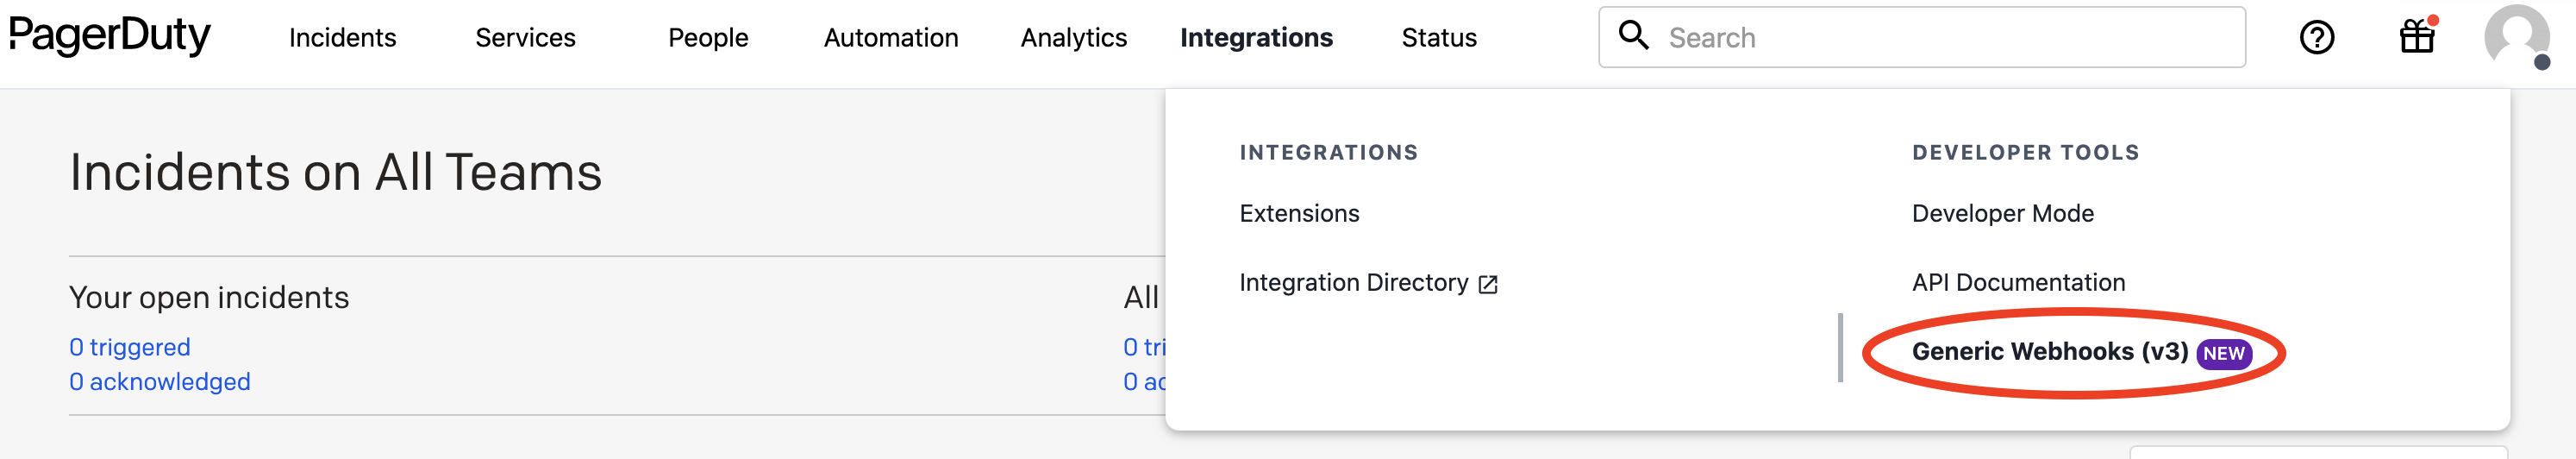 PagerDuty Incidents Services People Automation Analytics Integrations Status Search
INTEGRATIONS
Extensions
Integration Directory
DEVELOPER TOOLS
Developer Mode
API Documentation
Generic Webhooks (v3) NEW
Incidents on All Teams
Your open incidents
0 triggered
0 acknowledged
All
0 tri
0 ac